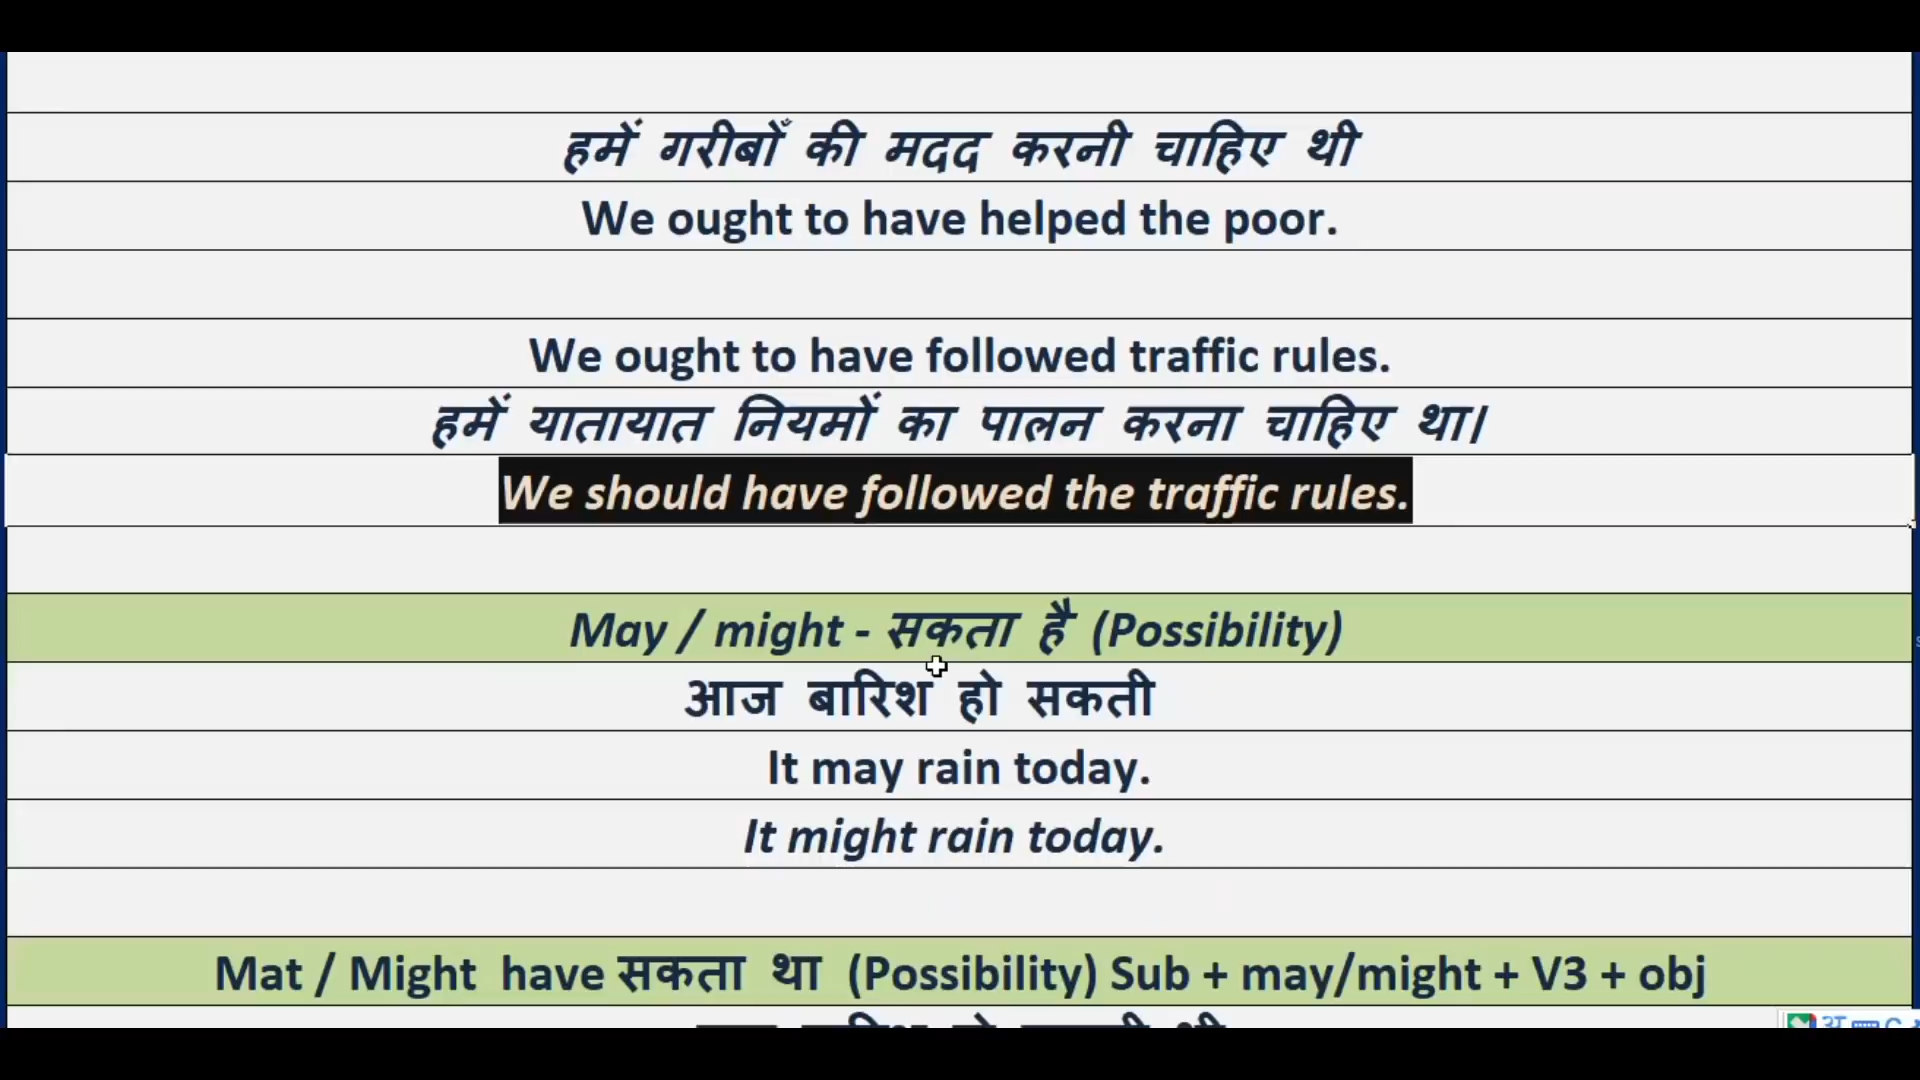 हमें गरीबोँ की मदद करनी चाहिए थी
We ought to have helped the poor.
We ought to have followed traffic rules.
हमें यातायात नियमों का पालन करना चाहिए था।
We should have followed the traffic rules.
May / might - सकता है (Possibility)
आज बारिश हो सकती
It may rain today.
It might rain today.
Mat / Might have सकता था (Possibility) Sub + may/might + V3 + obj